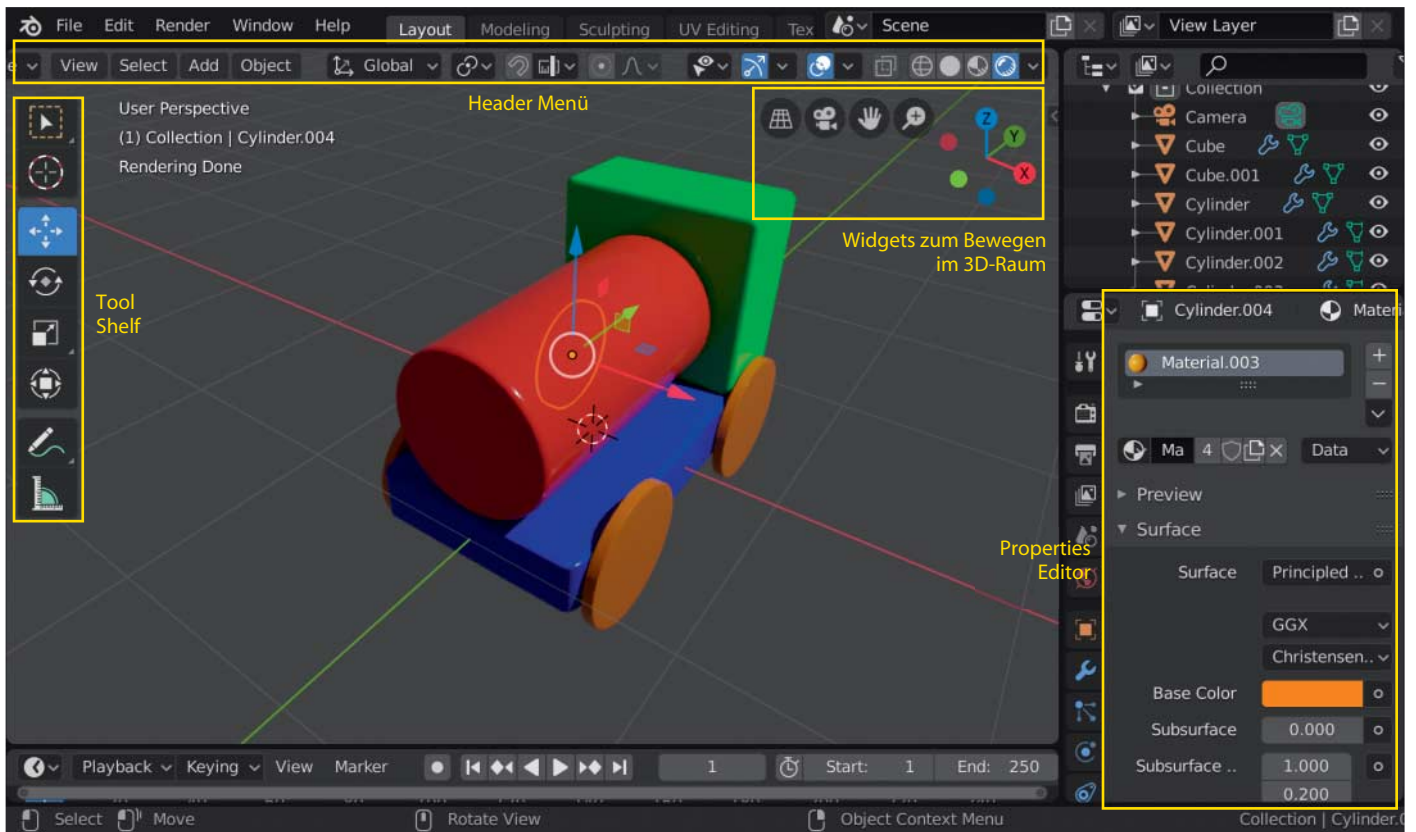 File Edit Render Window Help Layout Modeling Sculpting UV Editing Tex Scene View Layer
View Select Add Object Global
Header Menü
User Perspective
(1) Collection | Cylinder.004
Rendering Done
Z
Y
X
Widgets zum Bewegen
im 3D-Raum
Tool
Shelf
Collection
Camera
Cube
Cube.001
Cylinder
Cylinder.001
Cylinder.002
Cylinder.004 Materi
Material.003
Ma 4 Data
Preview
Surface
Properties
Editor
Surface Principled ..
GGX
Christensen..
Base Color
Subsurface 0.000
Subsurface .. 1.000
0.200
Playback Keying View Marker 1 Start: 1 End: 250
Select Move Rotate View Object Context Menu Collection | Cylinder.